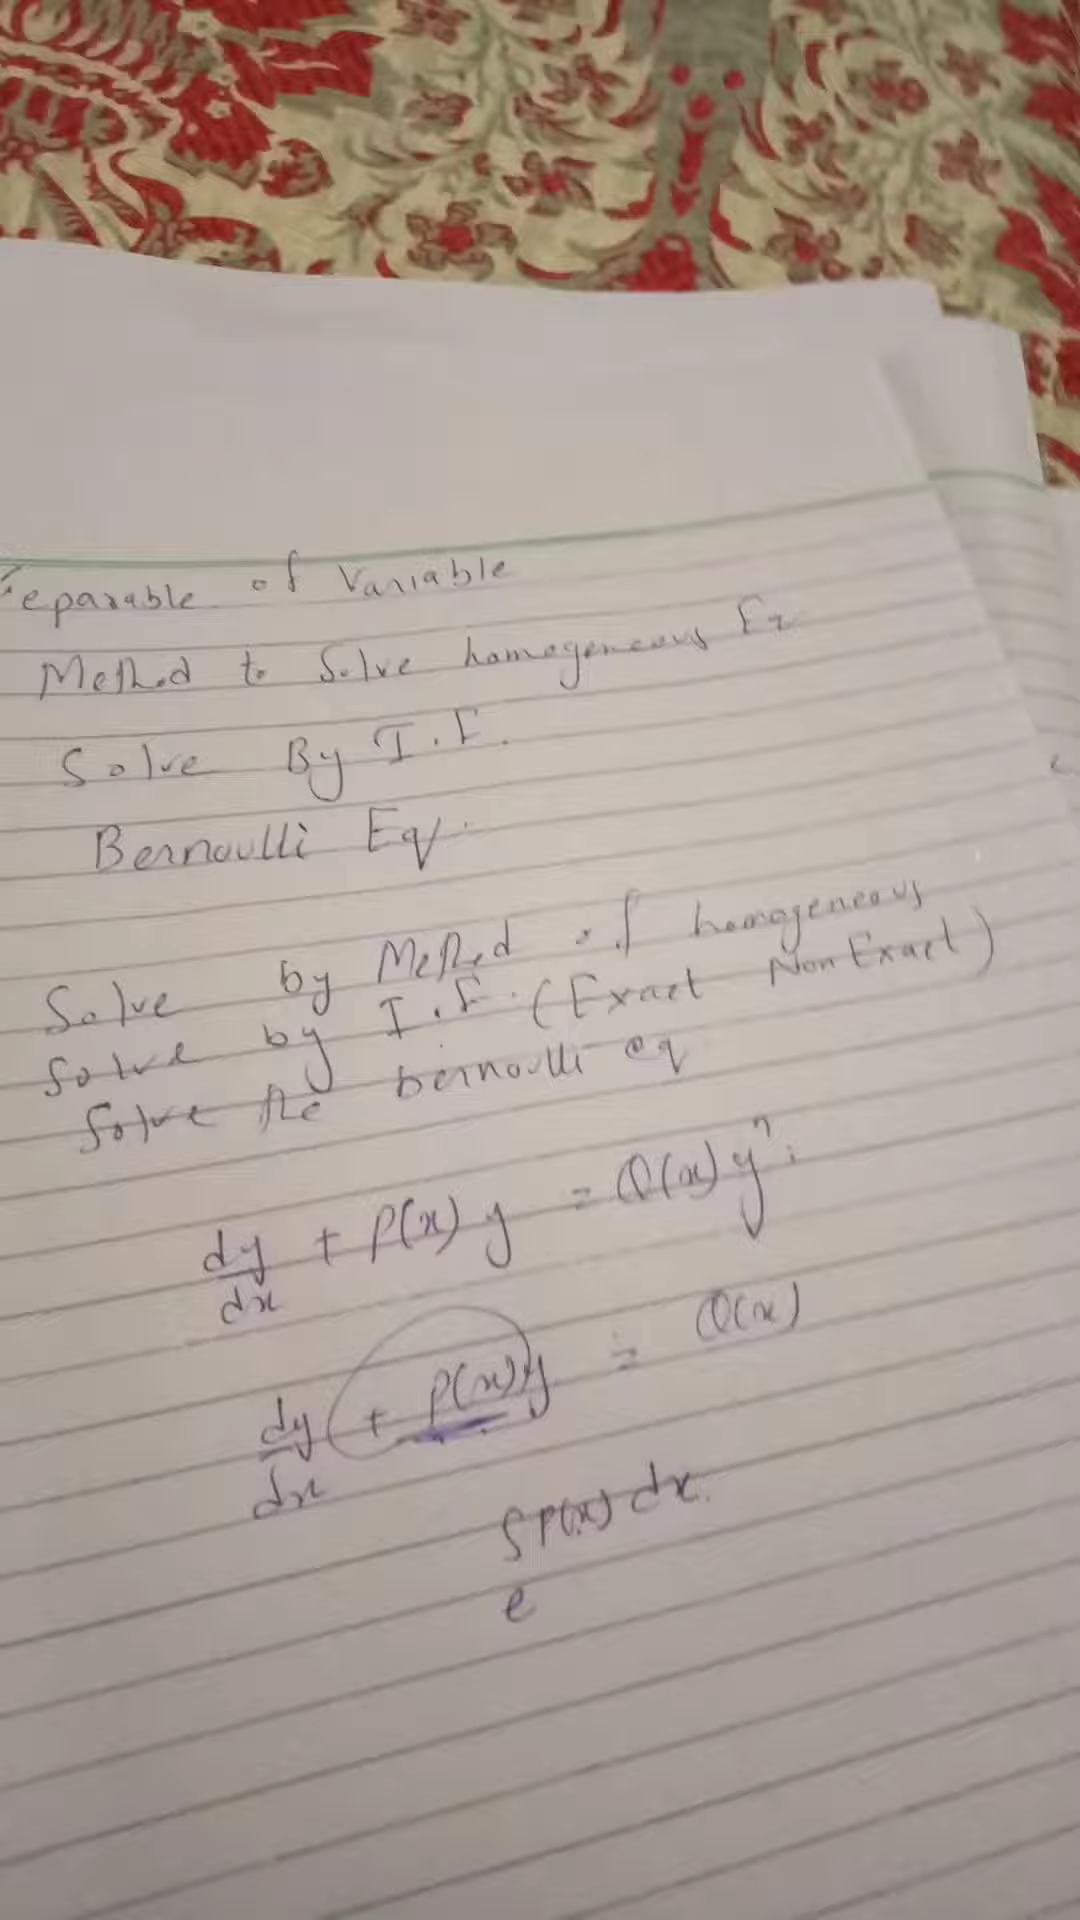 Separable of Variable
Method to Solve homogeneous Eq
Solve By I.F.
Bernoulli Eq.
Solve by Method of homogeneous
Solve by I.F. (Exact Non Exact)
Solve the bernoulli eq
dy/dx + P(x) y = Q(x) yⁿ
dy/dx + P(x)y = Q(x)
e^∫P(x) dx.